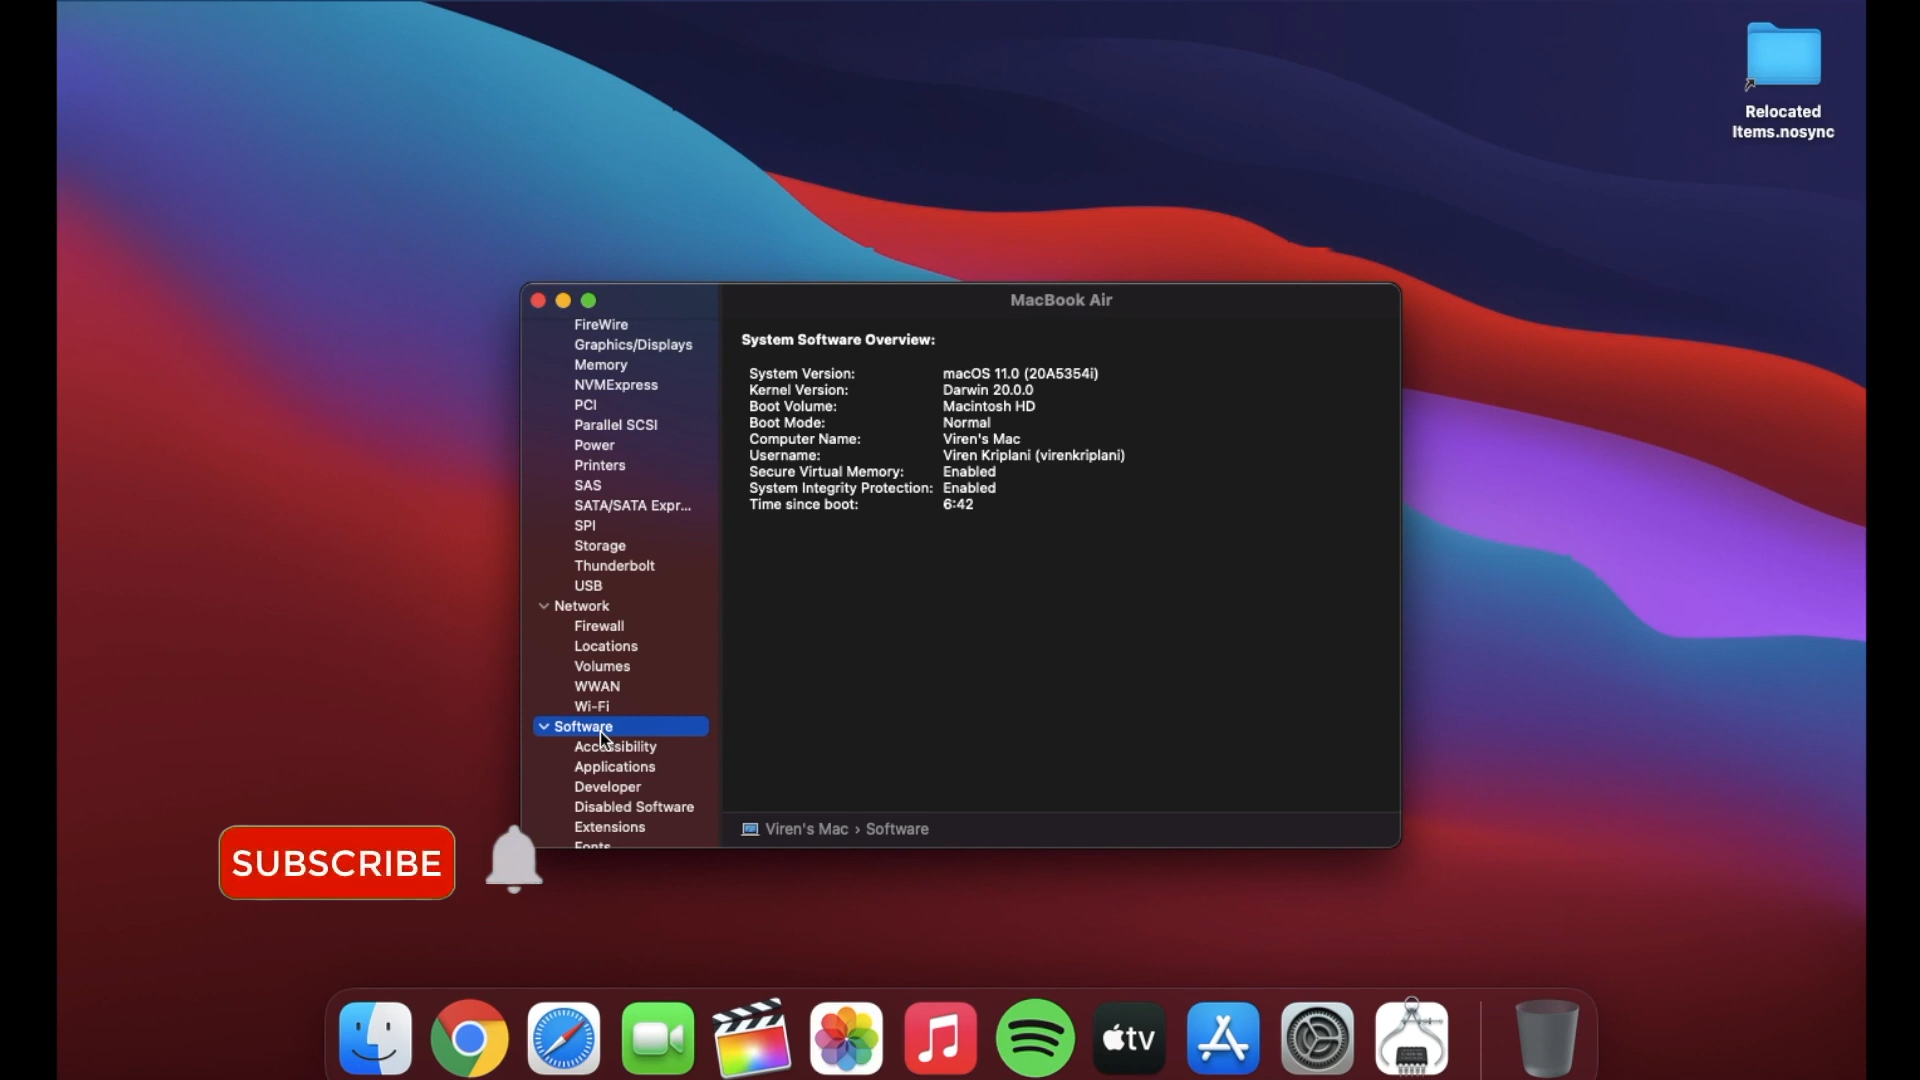 Relocated
Items.nosync
MacBook Air
FireWire
Graphics/Displays
Memory
NVMExpress
PCI
Parallel SCSI
Power
Printers
SAS
SATA/SATA Expr...
SPI
Storage
Thunderbolt
USB
Network
Firewall
Locations
Volumes
WWAN
Wi-Fi
Software
Accessibility
Applications
Developer
Disabled Software
Extensions
Fonts
System Software Overview:
System Version: macOS 11.0 (20A5354i)
Kernel Version: Darwin 20.0.0
Boot Volume: Macintosh HD
Boot Mode: Normal
Computer Name: Viren's Mac
Username: Viren Kriplani (virenkriplani)
Secure Virtual Memory: Enabled
System Integrity Protection: Enabled
Time since boot: 6:42
Viren's Mac › Software
SUBSCRIBE
tv